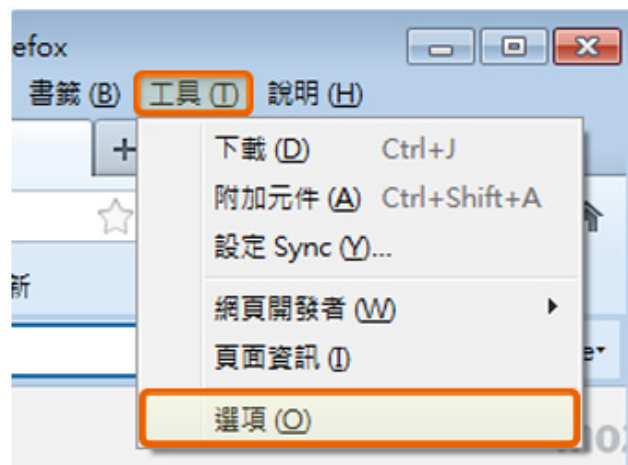 efox
書籤 (B) 工具 (T) 說明 (H)
+
下載 (D) Ctrl+J
附加元件 (A) Ctrl+Shift+A
設定 Sync (Y)...
新
網頁開發者 (W)
頁面資訊 (I)
e
選項 (O)
moz